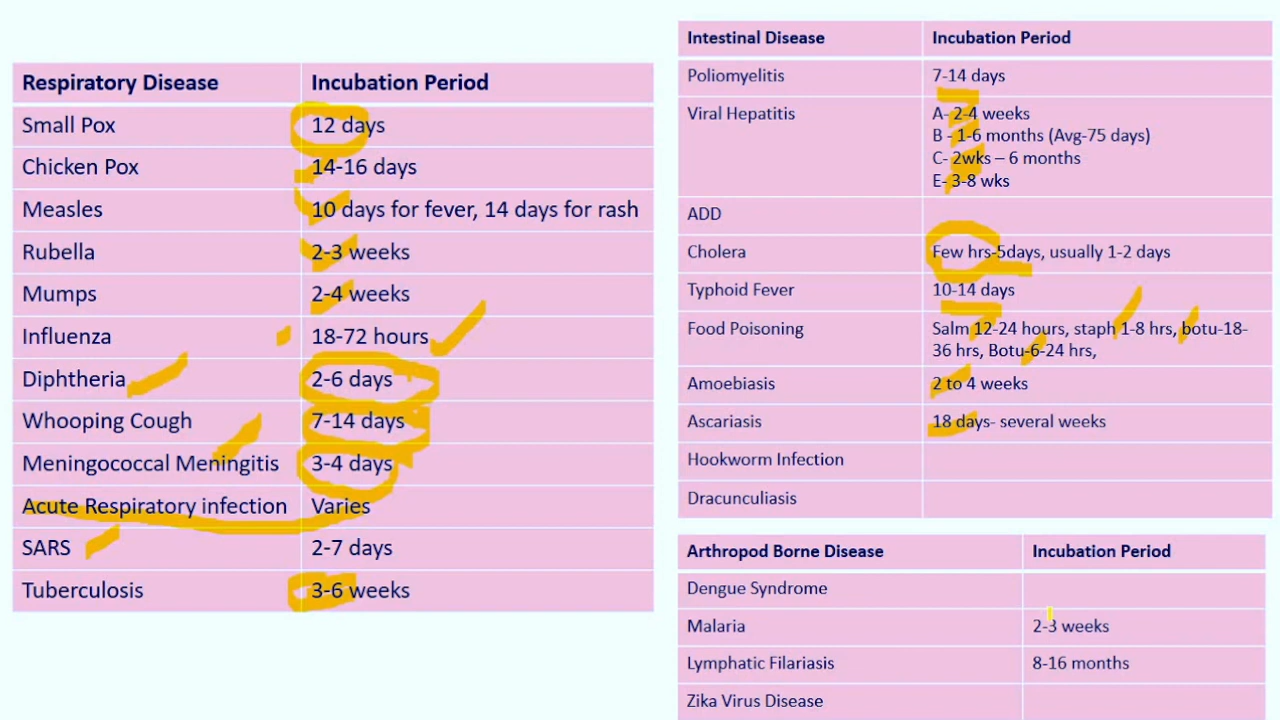 Respiratory Disease Incubation Period
Small Pox 12 days
Chicken Pox 14-16 days
Measles 10 days for fever, 14 days for rash
Rubella 2-3 weeks
Mumps 2-4 weeks
Influenza 18-72 hours
Diphtheria 2-6 days
Whooping Cough 7-14 days
Meningococcal Meningitis 3-4 days
Acute Respiratory infection Varies
SARS 2-7 days
Tuberculosis 3-6 weeks
Intestinal Disease Incubation Period
Poliomyelitis 7-14 days
Viral Hepatitis A- 2-4 weeks
B - 1-6 months (Avg-75 days)
C- 2wks – 6 months
E- 3-8 wks
ADD
Cholera Few hrs-5days, usually 1-2 days
Typhoid Fever 10-14 days
Food Poisoning Salm 12-24 hours, staph 1-8 hrs, botu-18-
36 hrs, Botu-6-24 hrs,
Amoebiasis 2 to 4 weeks
Ascariasis 18 days- several weeks
Hookworm Infection
Dracunculiasis
Arthropod Borne Disease Incubation Period
Dengue Syndrome
Malaria 2-3 weeks
Lymphatic Filariasis 8-16 months
Zika Virus Disease